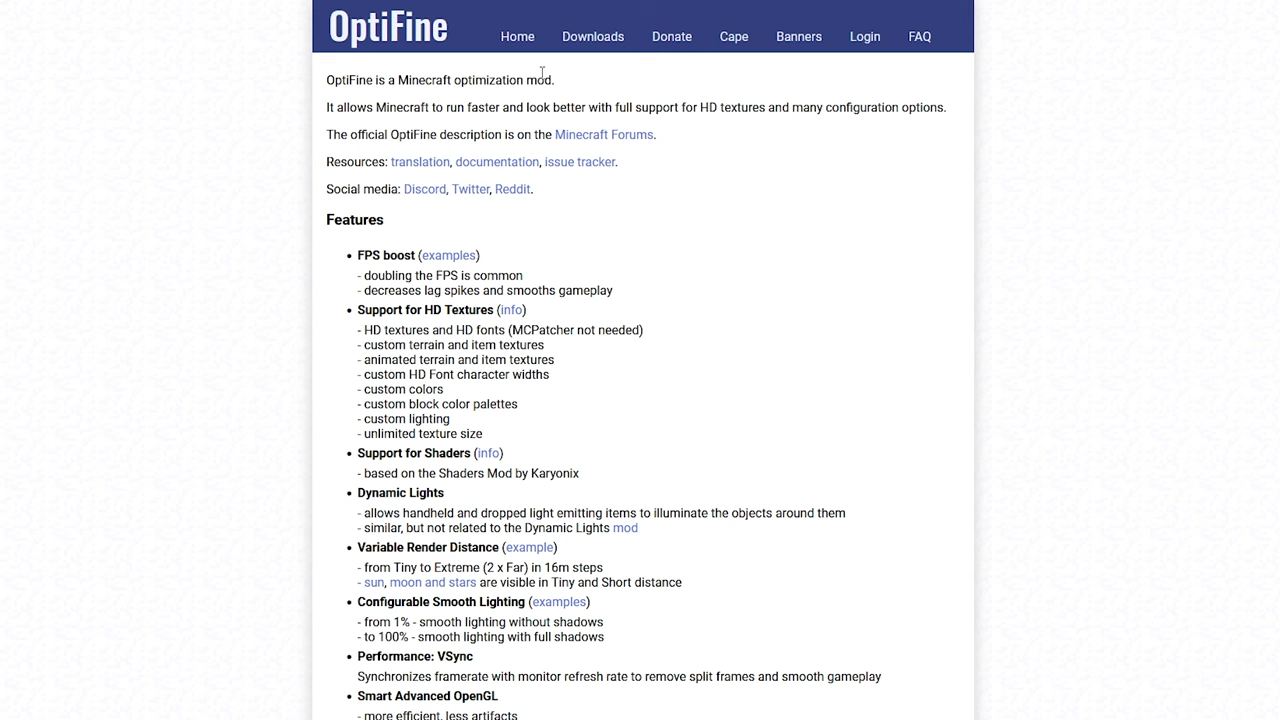 OptiFine
Home Downloads Donate Cape Banners Login FAQ
OptiFine is a Minecraft optimization mod.
It allows Minecraft to run faster and look better with full support for HD textures and many configuration options.
The official OptiFine description is on the Minecraft Forums.
Resources: translation, documentation, issue tracker.
Social media: Discord, Twitter, Reddit.
Features
• FPS boost (examples)
- doubling the FPS is common
- decreases lag spikes and smooths gameplay
• Support for HD Textures (info)
- HD textures and HD fonts (MCPatcher not needed)
- custom terrain and item textures
- animated terrain and item textures
- custom HD Font character widths
- custom colors
- custom block color palettes
- custom lighting
- unlimited texture size
• Support for Shaders (info)
- based on the Shaders Mod by Karyonix
• Dynamic Lights
- allows handheld and dropped light emitting items to illuminate the objects around them
- similar, but not related to the Dynamic Lights mod
• Variable Render Distance (example)
- from Tiny to Extreme (2 x Far) in 16m steps
- sun, moon and stars are visible in Tiny and Short distance
• Configurable Smooth Lighting (examples)
- from 1% - smooth lighting without shadows
- to 100% - smooth lighting with full shadows
• Performance: VSync
Synchronizes framerate with monitor refresh rate to remove split frames and smooth gameplay
• Smart Advanced OpenGL
- more efficient, less artifacts